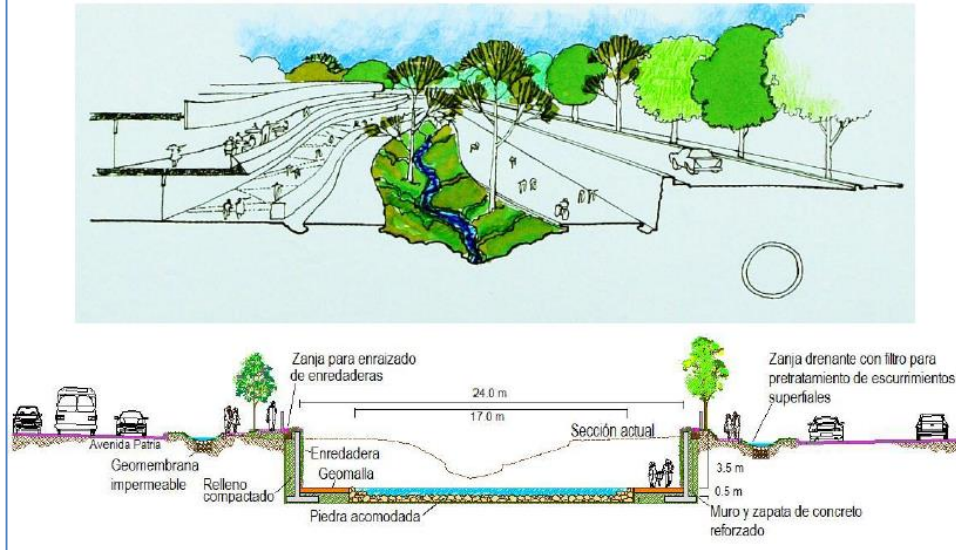 Zanja para enraizado
de enredaderas
24.0 m
17.0 m
Zanja drenante con filtro para
pretratamiento de escurrimientos
superfiales
Avenida Patria
Sección actual
Geomembrana
impermeable
Relleno
compactado
Enredadera
Geomalla
Piedra acomodada
3.5 m
0.5 m
Muro y zapata de concreto
reforzado